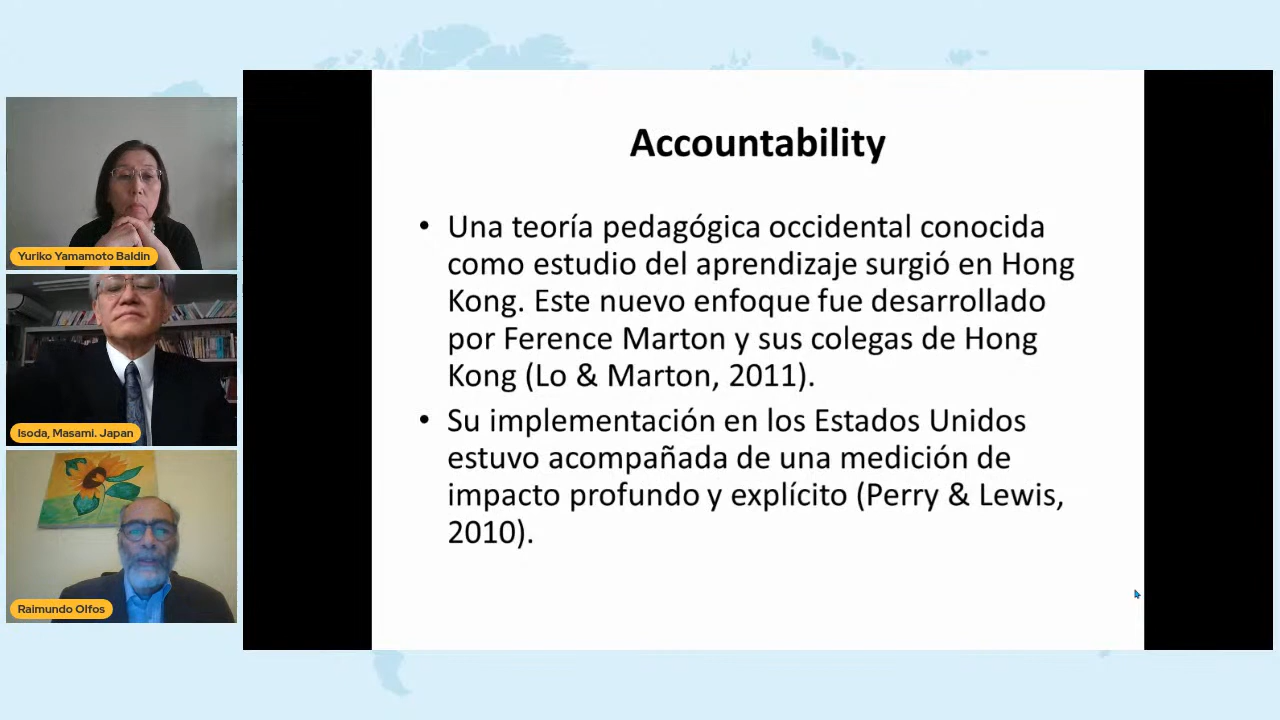 Yuriko Yamamoto Baldin
Isoda, Masami. Japan
Raimundo Olfos
Accountability
• Una teoría pedagógica occidental conocida
como estudio del aprendizaje surgió en Hong
Kong. Este nuevo enfoque fue desarrollado
por Ference Marton y sus colegas de Hong
Kong (Lo & Marton, 2011).
• Su implementación en los Estados Unidos
estuvo acompañada de una medición de
impacto profundo y explícito (Perry & Lewis,
2010).